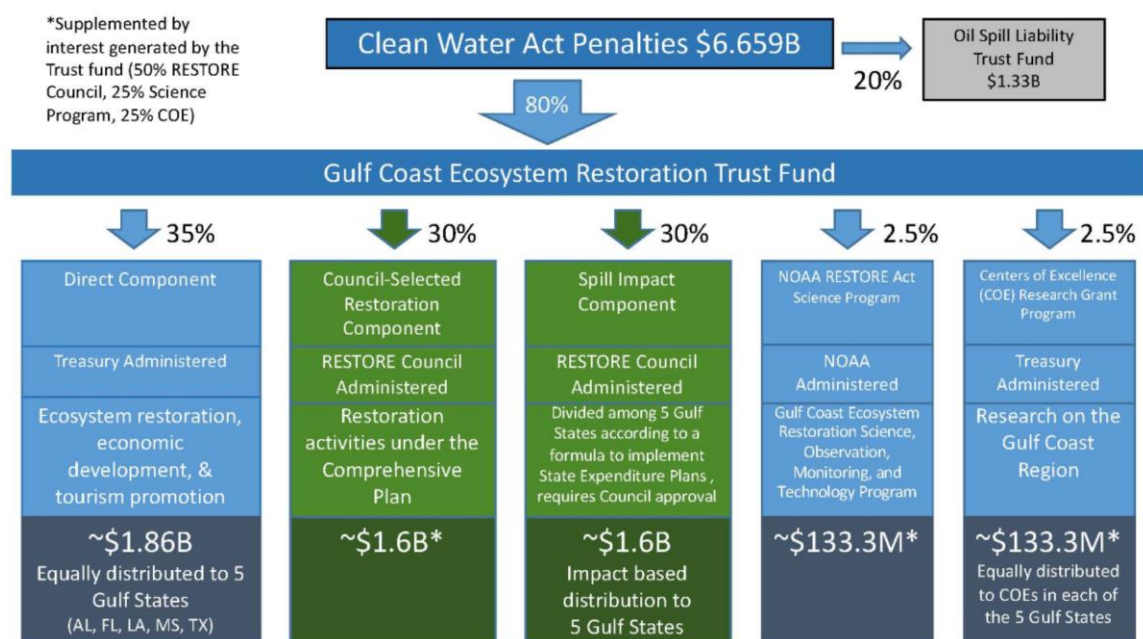 *Supplemented by
interest generated by the
Trust fund (50% RESTORE
Council, 25% Science
Program, 25% COE)
Clean Water Act Penalties $6.659B
20%
Oil Spill Liability
Trust Fund
$1.33B
80%
Gulf Coast Ecosystem Restoration Trust Fund
35%
Direct Component
Treasury Administered
Ecosystem restoration,
economic
development, &
tourism promotion
~$1.86B
Equally distributed to 5
Gulf States
(AL, FL, LA, MS, TX)
30%
Council-Selected
Restoration
Component
RESTORE Council
Administered
Restoration
activities under the
Comprehensive
Plan
~$1.6B*
30%
Spill Impact
Component
RESTORE Council
Administered
Divided among 5 Gulf
States according to a
formula to implement
State Expenditure Plans ,
requires Council approval
~$1.6B
Impact based
distribution to
5 Gulf States
2.5%
NOAA RESTORE Act
Science Program
NOAA
Administered
Gulf Coast Ecosystem
Restoration Science,
Observation,
Monitoring, and
Technology Program
~$133.3M*
2.5%
Centers of Excellence
(COE) Research Grant
Program
Treasury
Administered
Research on the
Gulf Coast
Region
~$133.3M*
Equally distributed
to COEs in each of
the 5 Gulf States